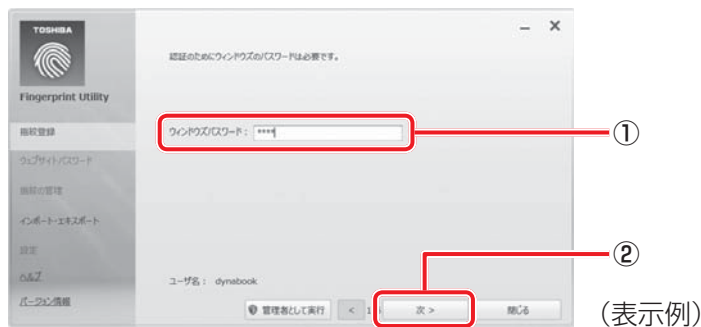 TOSHIBA
Fingerprint Utility
認証のためにウィンドウズのパスワードは必要です。
指紋登録
ウィンドウズパスワード： ****
①
ウェブサイトパスワード
指紋の管理
インポート・エキスポート
設定
②
ヘルプ
ユーザ名： dynabook
バージョン情報
管理者として実行
<
次 >
閉じる
（表示例）